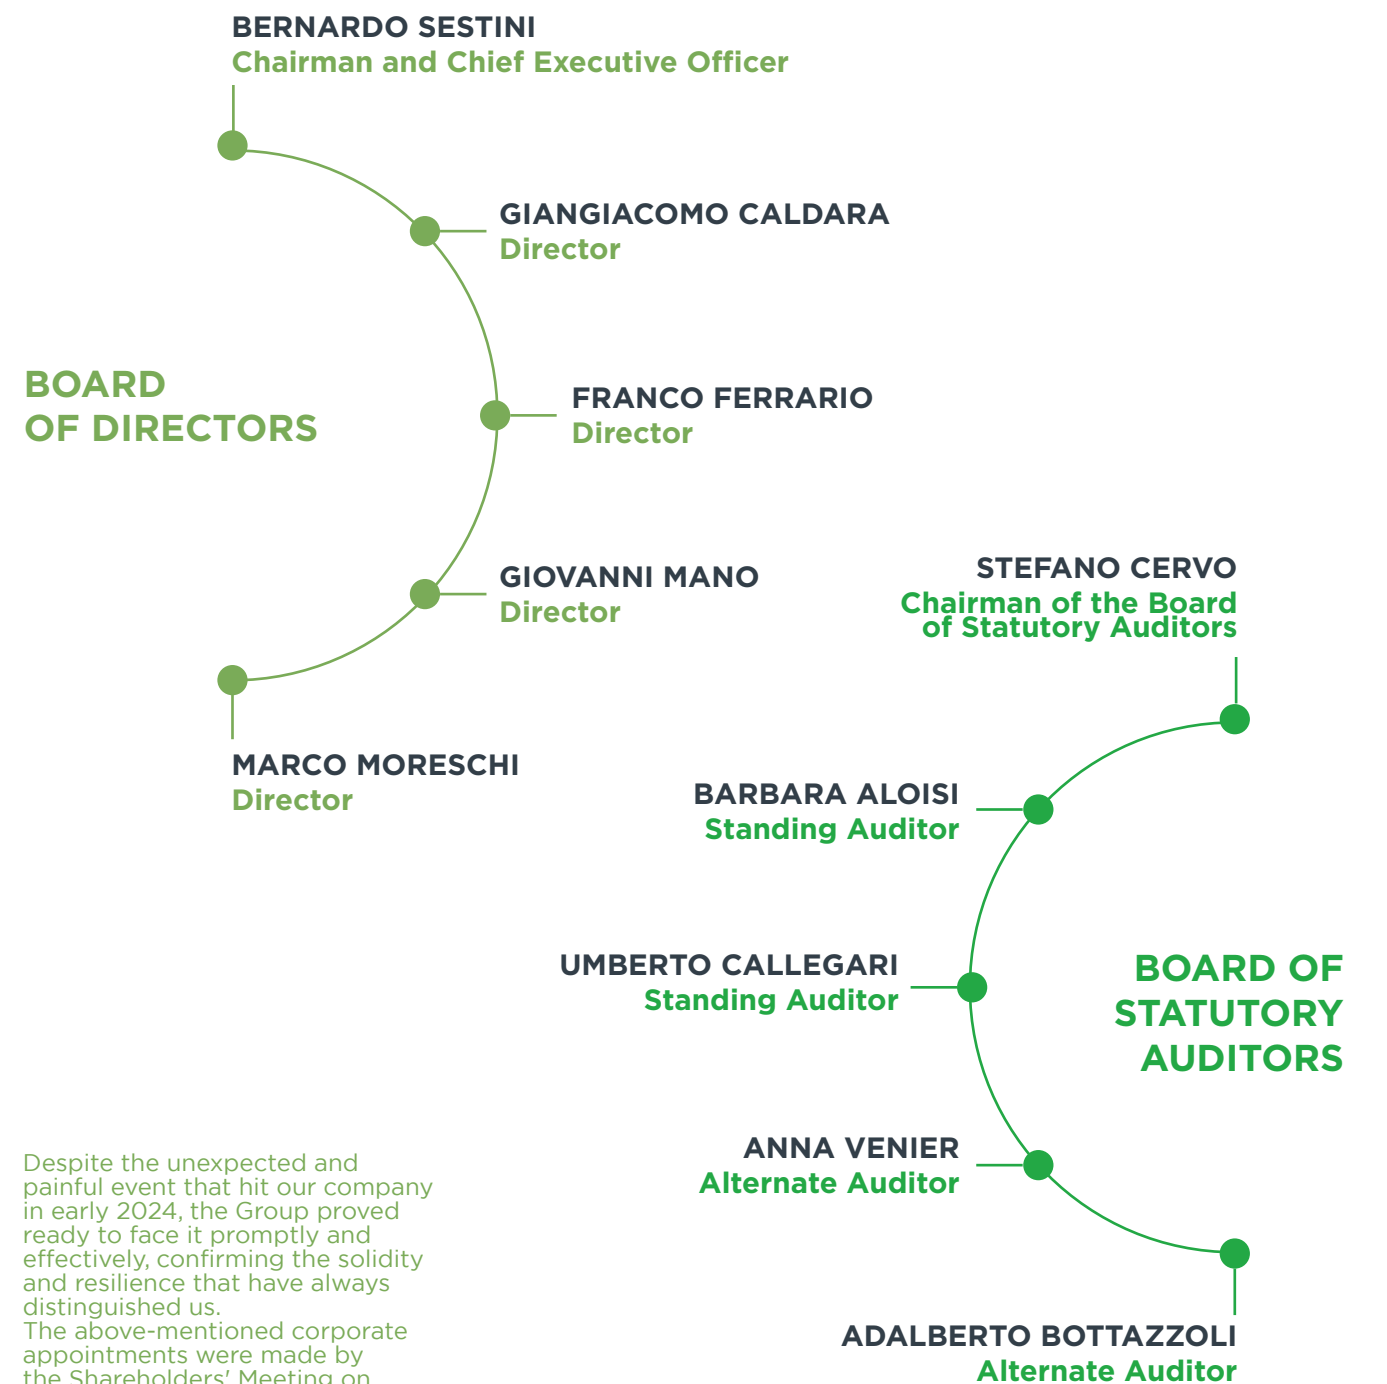 BERNARDO SESTINI
Chairman and Chief Executive Officer
GIANGIACOMO CALDARA
Director
BOARD
OF DIRECTORS
FRANCO FERRARIO
Director
GIOVANNI MANO
Director
MARCO MORESCHI
Director
STEFANO CERVO
Chairman of the Board
of Statutory Auditors
BARBARA ALOISI
Standing Auditor
UMBERTO CALLEGARI
Standing Auditor
BOARD OF
STATUTORY
AUDITORS
ANNA VENIER
Alternate Auditor
ADALBERTO BOTTAZZOLI
Alternate Auditor
Despite the unexpected and
painful event that hit our company
in early 2024, the Group proved
ready to face it promptly and
effectively, confirming the solidity
and resilience that have always
distinguished us.
The above-mentioned corporate
appointments were made by
the Shareholders' Meeting on